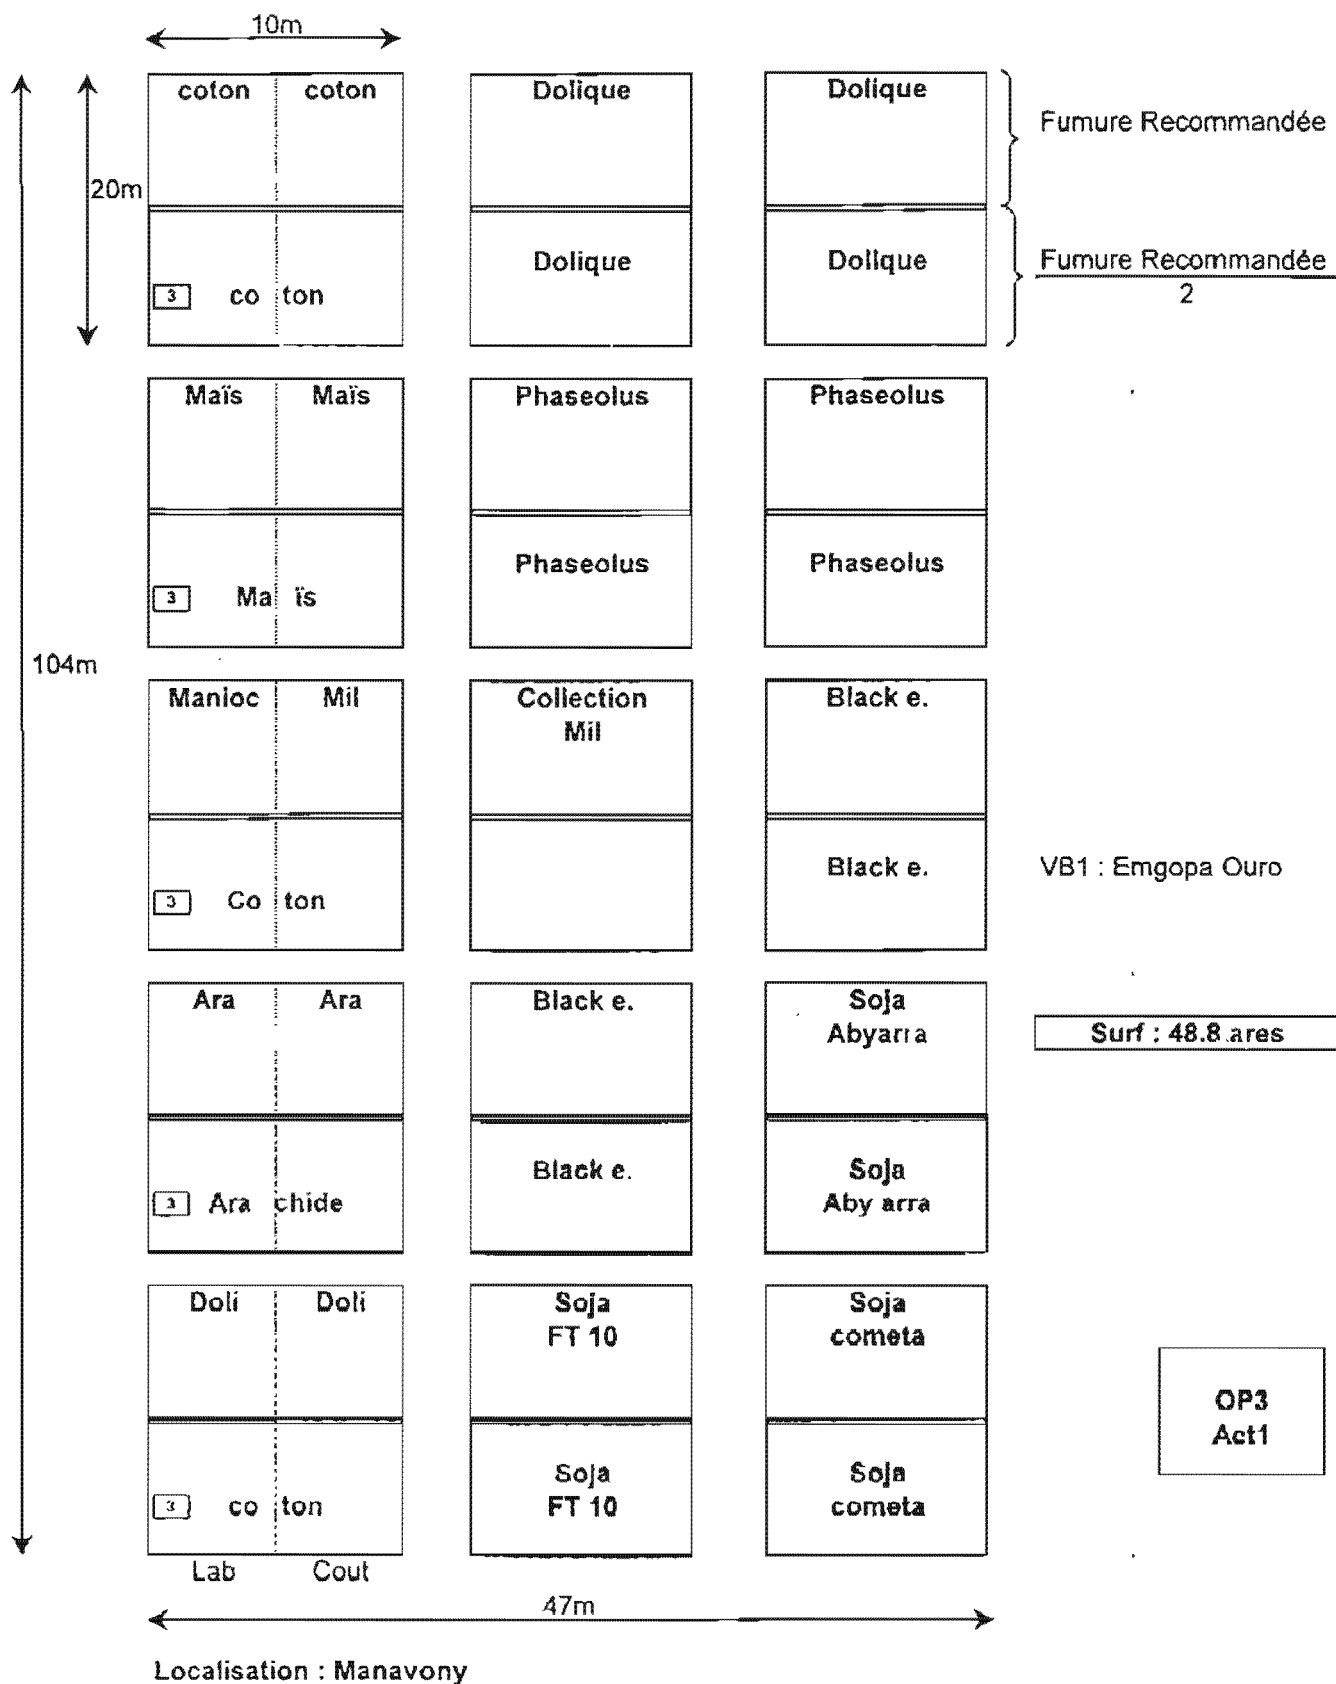 10m
coton coton Dolique Dolique
Fumure Recommandée
20m
Dolique Dolique Fumure Recommandée
2
3 co ton
Maïs Maïs Phaseolus Phaseolus
Phaseolus Phaseolus
3 Ma ïs
104m
Manioc Mil Collection Black e.
Mil
Black e. VB1 : Emgopa Ouro
3 Co ton
Ara Ara Black e. Soja
Abyarra
Surf : 48.8 ares
Black e. Soja
3 Ara chide Aby arra
Doli Doli Soja Soja
FT 10 cometa
OP3
Act1
Soja Soja
3 co ton FT 10 cometa
Lab Cout
47m
Localisation : Manavony